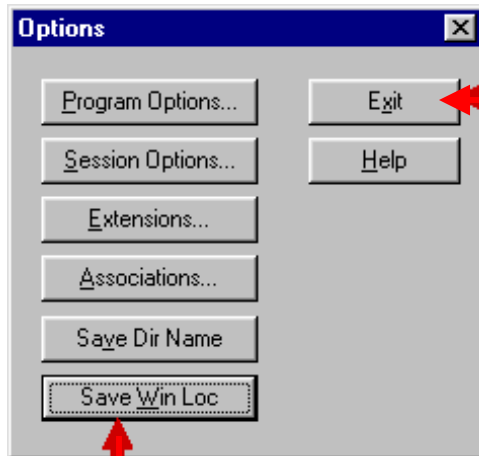 Options
Program Options...
Exit
Session Options...
Help
Extensions...
Associations...
Save Dir Name
Save Win Loc